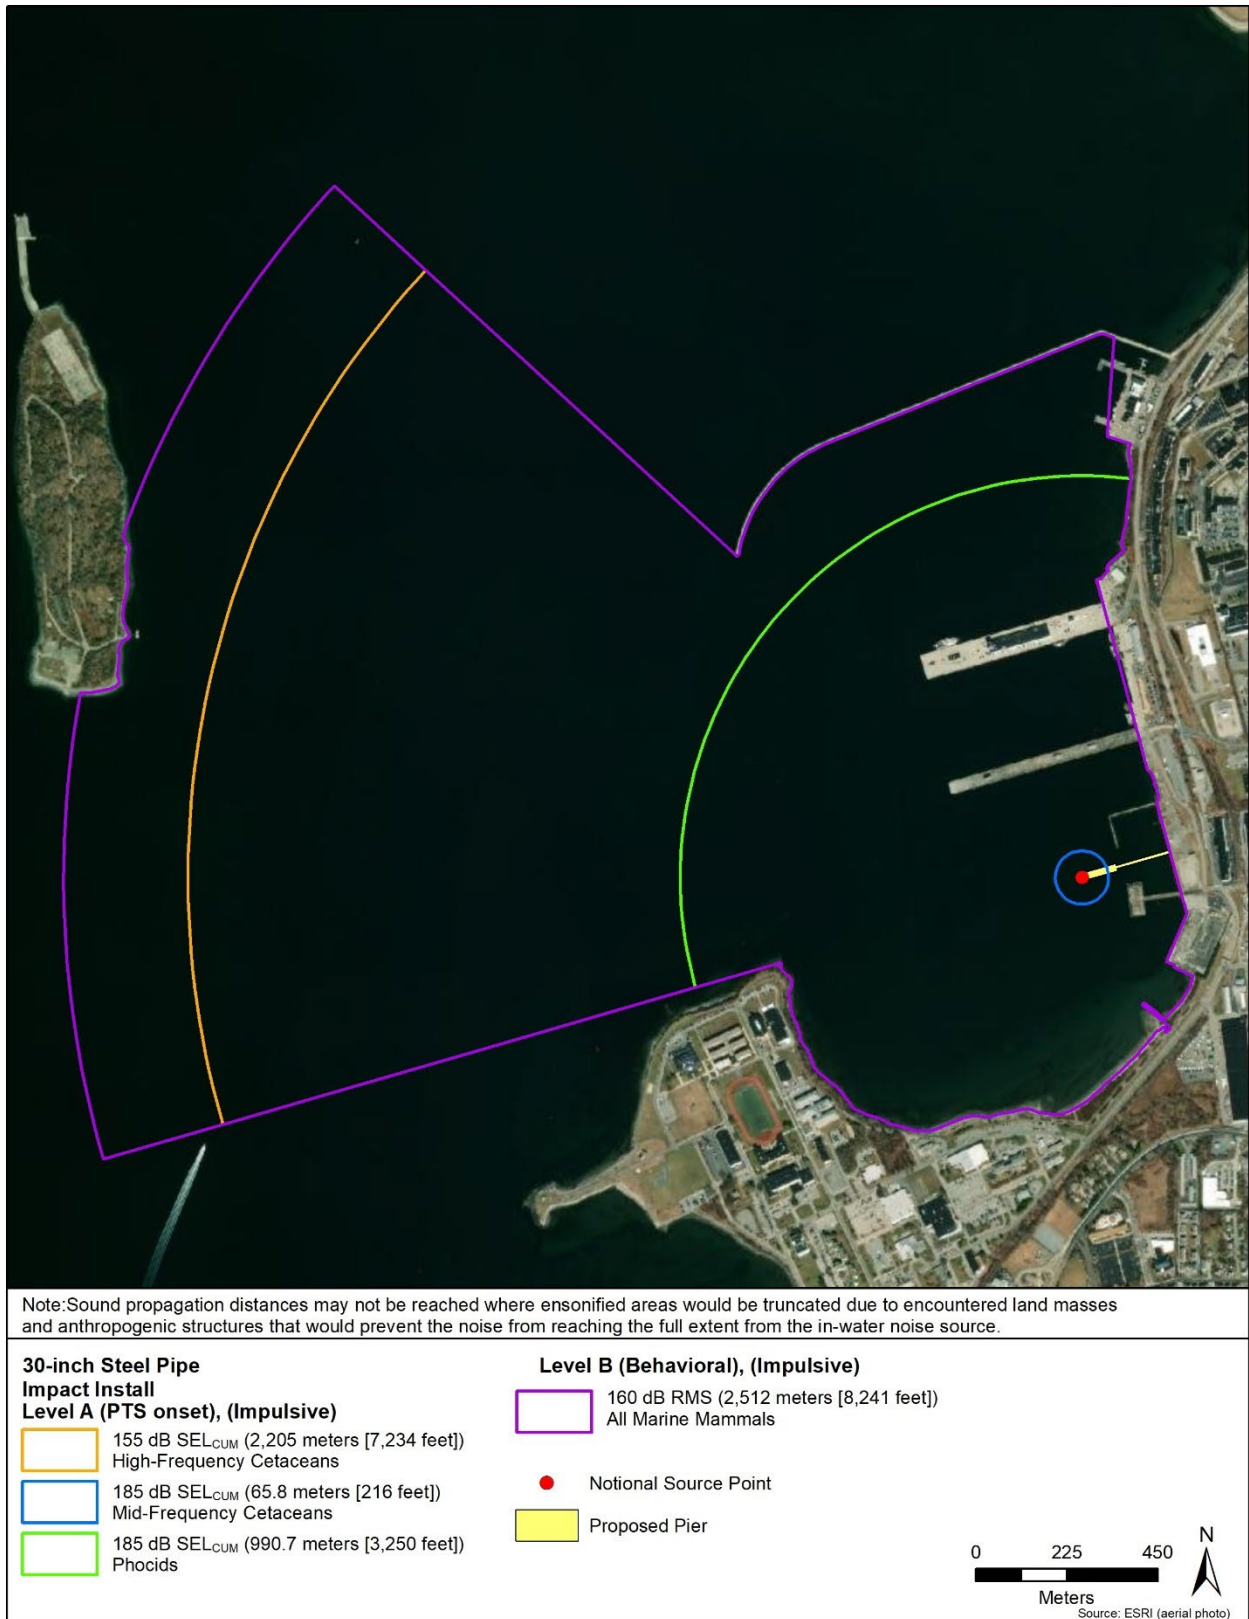 Note:Sound propagation distances may not be reached where ensonified areas would be truncated due to encountered land masses
and anthropogenic structures that would prevent the noise from reaching the full extent from the in-water noise source.
30-inch Steel Pipe
Impact Install
Level A (PTS onset), (Impulsive)
155 dB SELCUM (2,205 meters [7,234 feet])
High-Frequency Cetaceans
185 dB SELCUM (65.8 meters [216 feet])
Mid-Frequency Cetaceans
185 dB SELCUM (990.7 meters [3,250 feet])
Phocids
Level B (Behavioral), (Impulsive)
160 dB RMS (2,512 meters [8,241 feet])
All Marine Mammals
Notional Source Point
Proposed Pier
N
0 225 450
Meters
Source: ESRI (aerial photo)